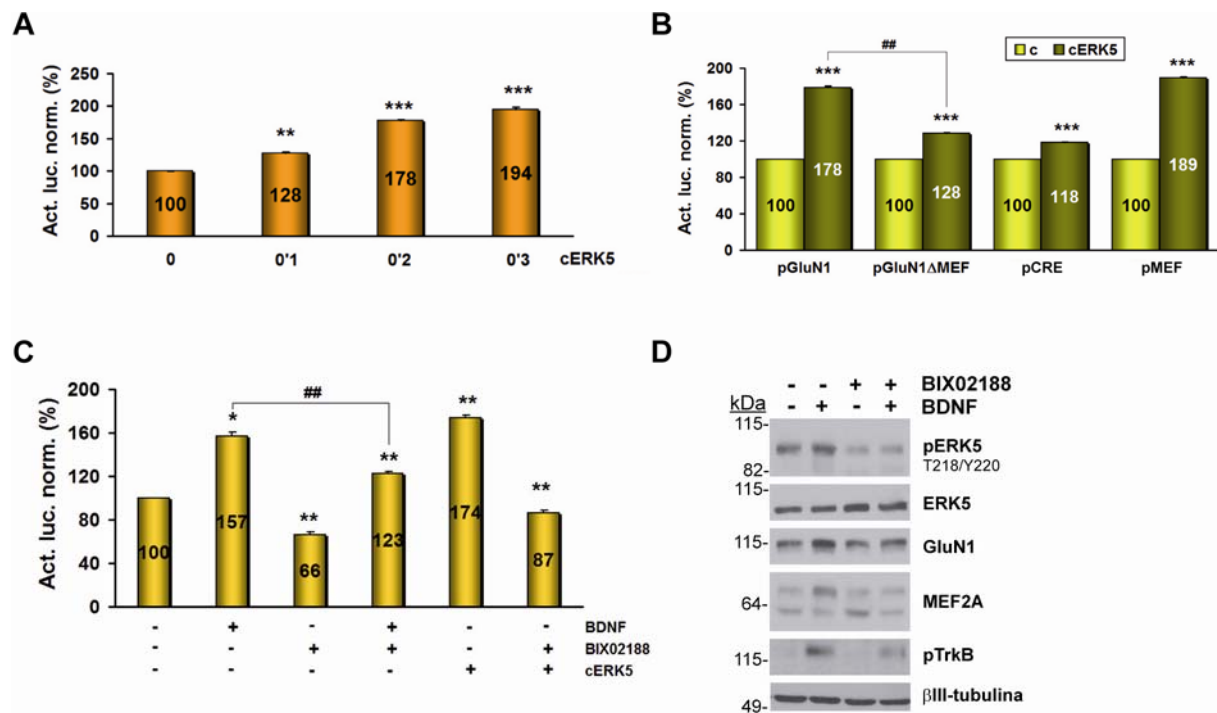 A
Act. luc. norm. (%)
250
200
150
100
50
0
100
**
128
***
178
***
194
0 0'1 0'2 0'3 cERK5
B
Act. luc. norm. (%)
200
160
120
80
40
0
c cERK5
##
***
100 178
***
100 128
***
100 118
***
100 189
pGluN1 pGluN1ΔMEF pCRE pMEF
C
Act. luc. norm. (%)
200
160
120
80
40
0
##
100
*
157
**
66
**
123
**
174
**
87
- + - + - - BDNF
- - + + - + BIX02188
- - - - + + cERK5
D
- - + + BIX02188
- + - + BDNF
kDa
115-
pERK5
T218/Y220
82-
115-
ERK5
GluN1
115-
MEF2A
64-
pTrkB
115-
βIII-tubulina
49-